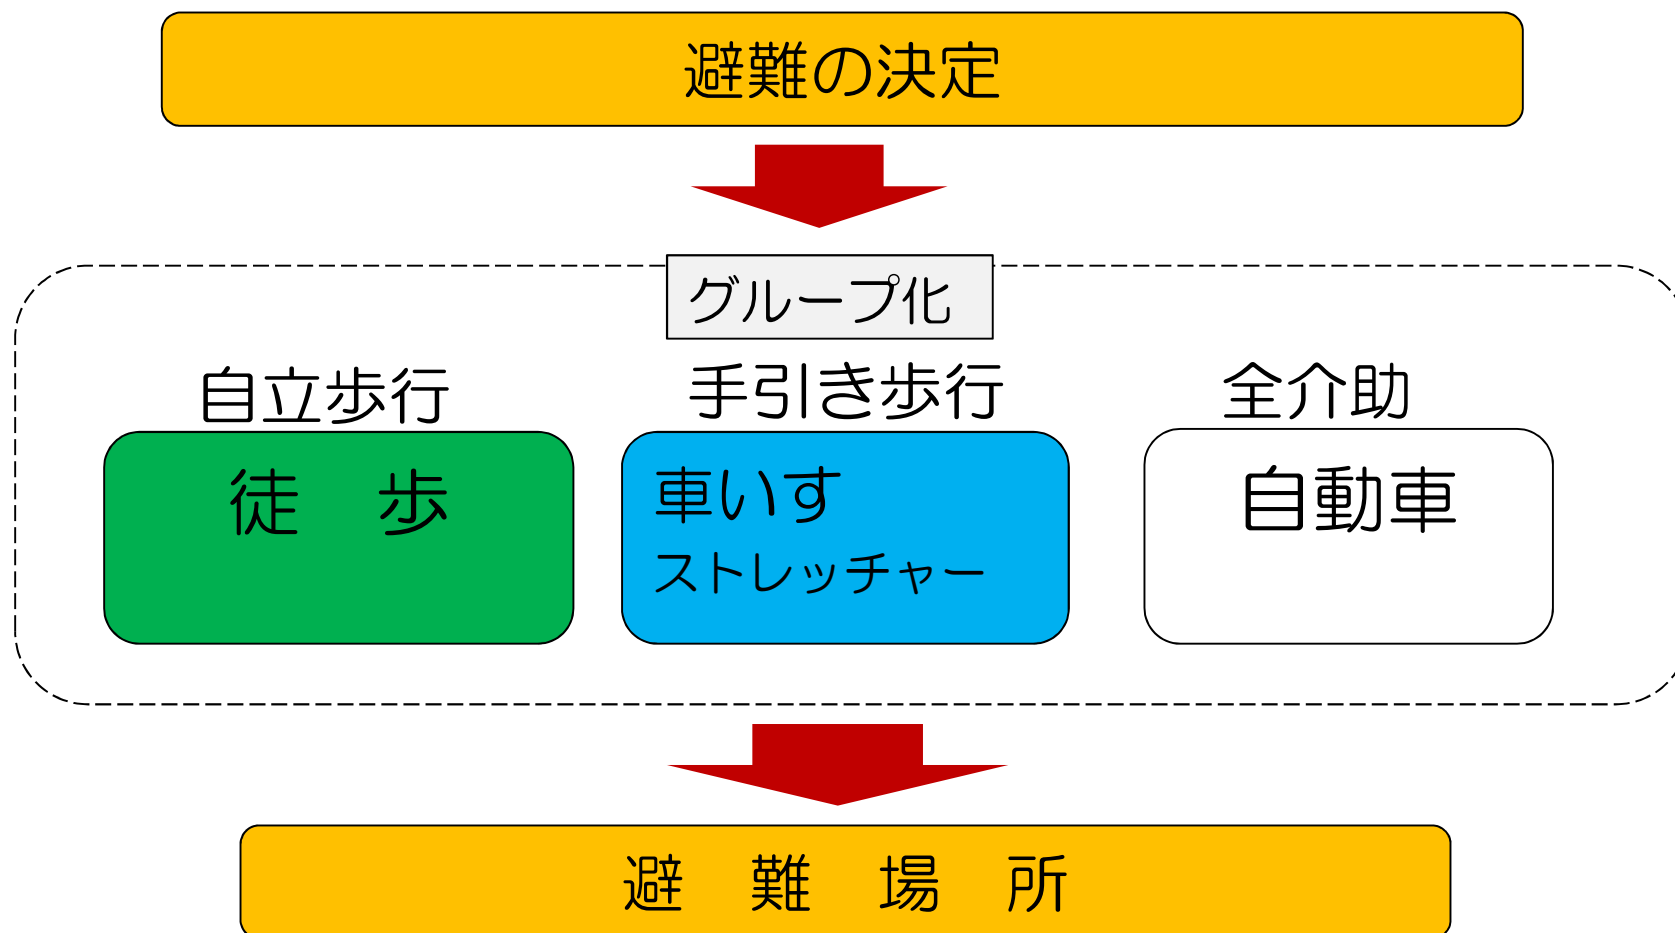 避難の決定
グループ化
自立歩行
手引き歩行
全介助
徒　歩
車いす
ストレッチャー
自動車
避　難　場　所